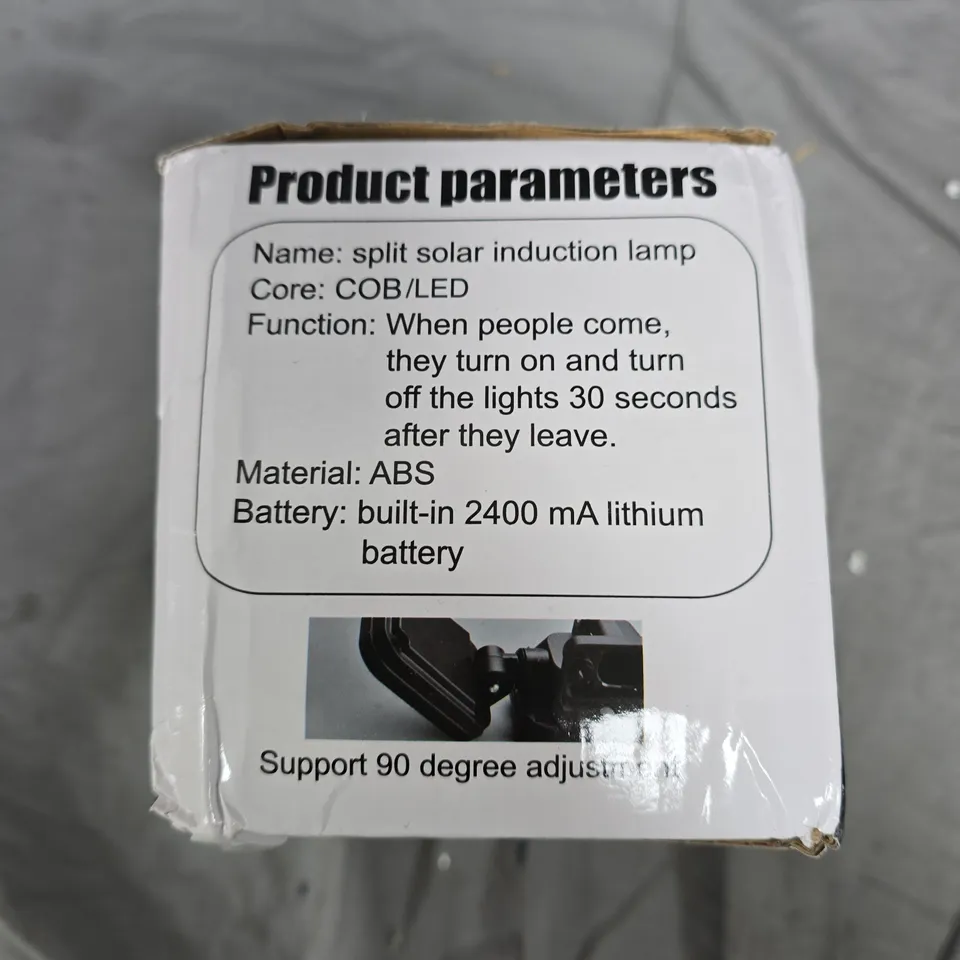 Product parameters
Name: split solar induction lamp
Core: COB/LED
Function: When people come,
they turn on and turn
off the lights 30 seconds
after they leave.
Material: ABS
Battery: built-in 2400 mA lithium
battery
Support 90 degree adjustment